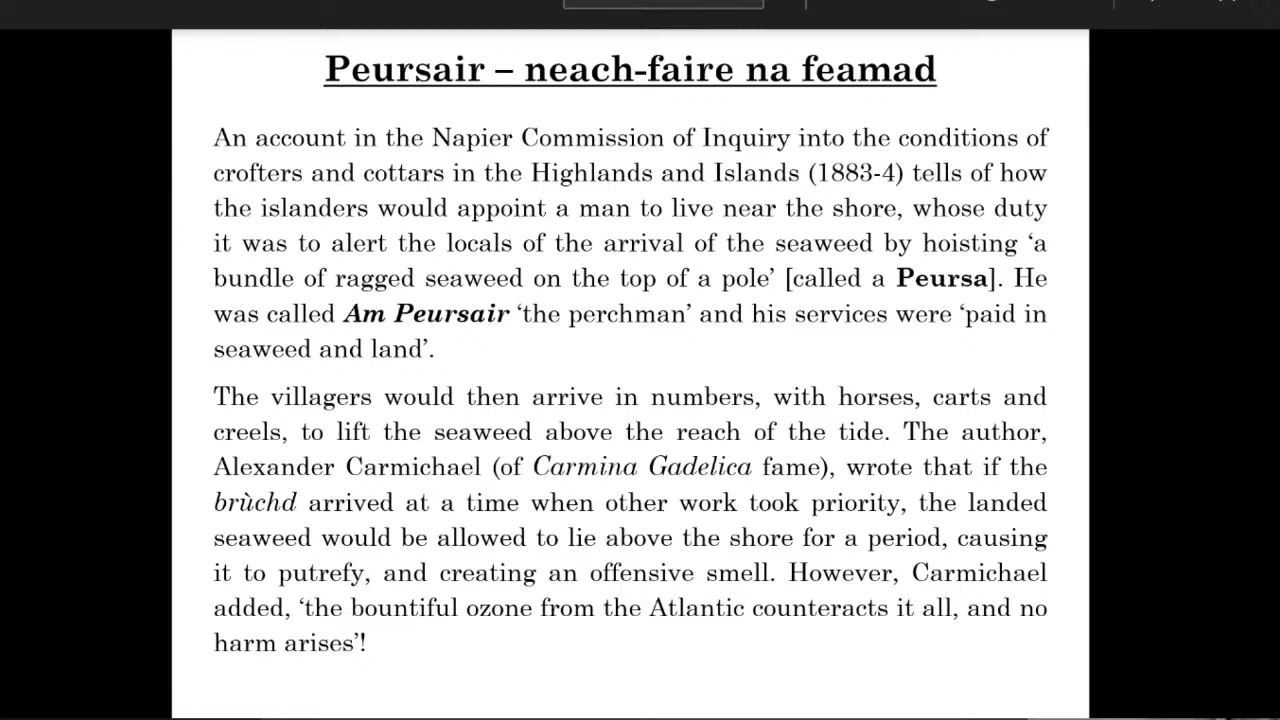 Peursair – neach-faire na feamad
An account in the Napier Commission of Inquiry into the conditions of
crofters and cottars in the Highlands and Islands (1883-4) tells of how
the islanders would appoint a man to live near the shore, whose duty
it was to alert the locals of the arrival of the seaweed by hoisting ‘a
bundle of ragged seaweed on the top of a pole’ [called a Peursa]. He
was called Am Peursair ‘the perchman’ and his services were ‘paid in
seaweed and land’.
The villagers would then arrive in numbers, with horses, carts and
creels, to lift the seaweed above the reach of the tide. The author,
Alexander Carmichael (of Carmina Gadelica fame), wrote that if the
brùchd arrived at a time when other work took priority, the landed
seaweed would be allowed to lie above the shore for a period, causing
it to putrefy, and creating an offensive smell. However, Carmichael
added, ‘the bountiful ozone from the Atlantic counteracts it all, and no
harm arises’!